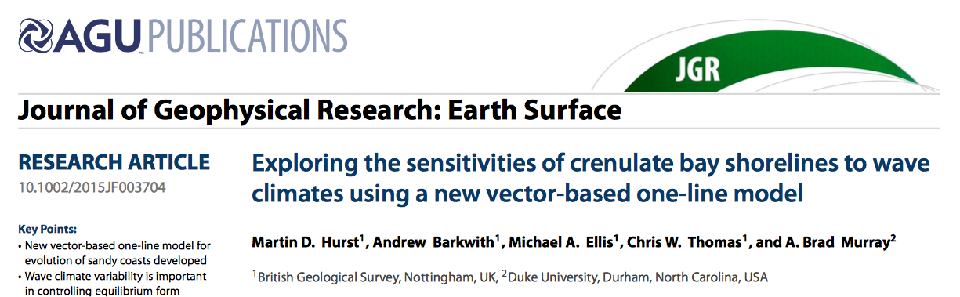 AGU PUBLICATIONS
JGR
Journal of Geophysical Research: Earth Surface
RESEARCH ARTICLE
10.1002/2015JF003704
Key Points:
• New vector-based one-line model for
evolution of sandy coasts developed
• Wave climate variability is important
in controlling equilibrium form
Exploring the sensitivities of crenulate bay shorelines to wave
climates using a new vector-based one-line model
Martin D. Hurst¹, Andrew Barkwith¹, Michael A. Ellis¹, Chris W. Thomas¹, and A. Brad Murray²
¹British Geological Survey, Nottingham, UK, ²Duke University, Durham, North Carolina, USA